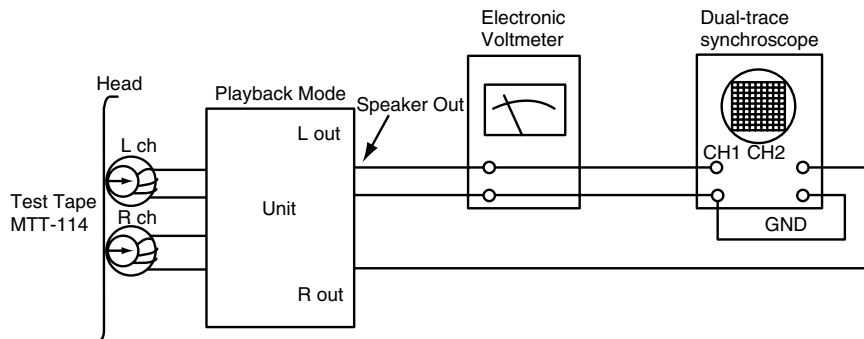 Electronic
Voltmeter
Dual-trace
synchroscope
Head
Playback Mode
Speaker Out
L out
L ch
CH1 CH2
Test Tape
MTT-114
R ch
Unit
GND
R out